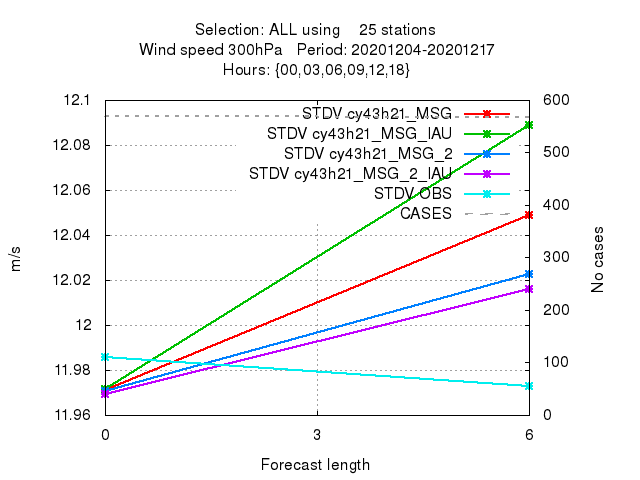 Selection: ALL using 25 stations
Wind speed 300hPa Period: 20201204-20201217
Hours: {00,03,06,09,12,18}
12.1
12.08
12.06
12.04
12.02
12
11.98
11.96
m/s
STDV cy43h21_MSG
STDV cy43h21_MSG_IAU
STDV cy43h21_MSG_2
STDV cy43h21_MSG_2_IAU
STDV OBS
CASES
600
500
400
300
200
100
0
No cases
0 3 6
Forecast length